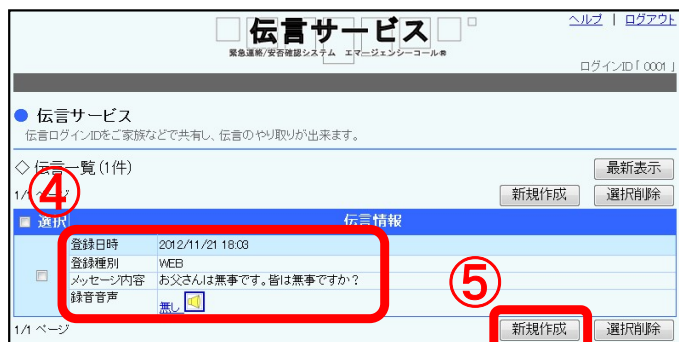 伝言サービス
ヘルプ | ログアウト
緊急連絡/安否確認システム エマージェンシーコール®
ログインID「0001」
● 伝言サービス
伝言ログインIDをご家族などで共有し、伝言のやり取りが出来ます。
◇ 伝言一覧(1件)
最新表示
④
1/1 ページ
新規作成
選択削除
選択
伝言情報
登録日時 2012/11/21 18:03
登録種別 WEB
メッセージ内容 お父さんは無事です。皆は無事ですか?
録音音声 無し
⑤
1/1 ページ
新規作成
選択削除